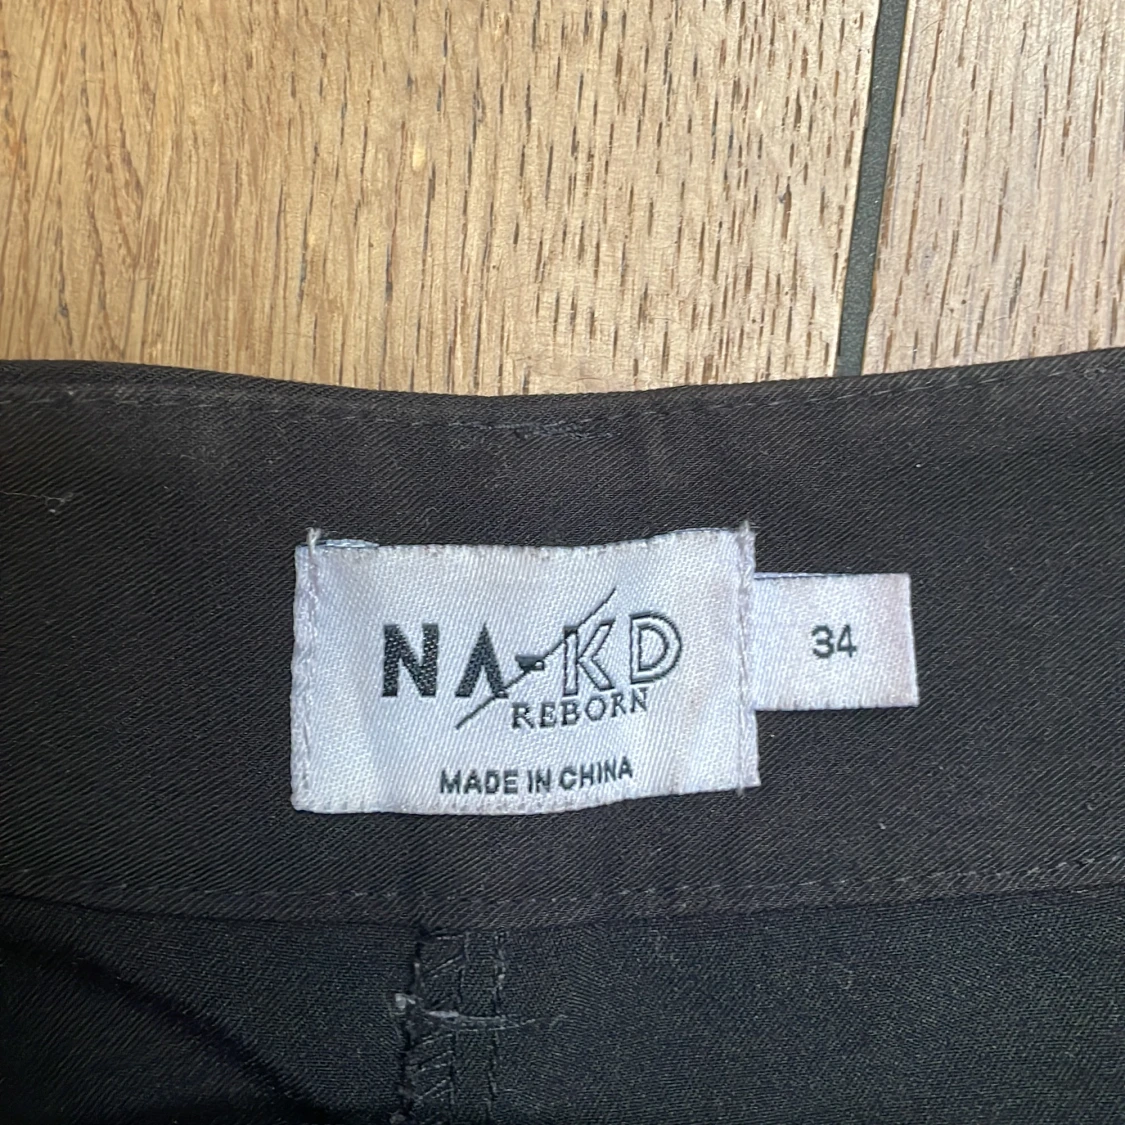 NA-KD
REBORN
MADE IN CHINA
34